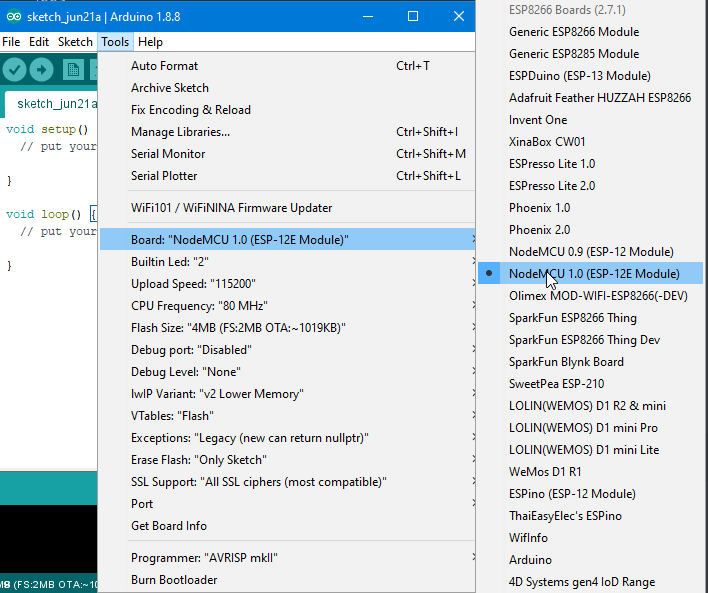 sketch_jun21a | Arduino 1.8.8
File Edit Sketch Tools Help
sketch_jun21a
void setup()
// put your
}
void loop() {
// put your
}
Auto Format Ctrl+T
Archive Sketch
Fix Encoding & Reload
Manage Libraries... Ctrl+Shift+I
Serial Monitor Ctrl+Shift+M
Serial Plotter Ctrl+Shift+L
WiFi101 / WiFiNINA Firmware Updater
Board: "NodeMCU 1.0 (ESP-12E Module)"
Builtin Led: "2"
Upload Speed: "115200"
CPU Frequency: "80 MHz"
Flash Size: "4MB (FS:2MB OTA:~1019KB)"
Debug port: "Disabled"
Debug Level: "None"
lwIP Variant: "v2 Lower Memory"
VTables: "Flash"
Exceptions: "Legacy (new can return nullptr)"
Erase Flash: "Only Sketch"
SSL Support: "All SSL ciphers (most compatible)"
Port
Get Board Info
Programmer: "AVRISP mkII"
Burn Bootloader
(FS:2MB OTA:~10
ESP8266 Boards (2.7.1)
Generic ESP8266 Module
Generic ESP8285 Module
ESPDuino (ESP-13 Module)
Adafruit Feather HUZZAH ESP8266
Invent One
XinaBox CW01
ESPresso Lite 1.0
ESPresso Lite 2.0
Phoenix 1.0
Phoenix 2.0
NodeMCU 0.9 (ESP-12 Module)
NodeMCU 1.0 (ESP-12E Module)
Olimex MOD-WIFI-ESP8266(-DEV)
SparkFun ESP8266 Thing
SparkFun ESP8266 Thing Dev
SparkFun Blynk Board
SweetPea ESP-210
LOLIN(WEMOS) D1 R2 & mini
LOLIN(WEMOS) D1 mini Pro
LOLIN(WEMOS) D1 mini Lite
WeMos D1 R1
ESPino (ESP-12 Module)
ThaiEasyElec's ESPino
WifInfo
Arduino
4D Systems gen4 IoD Range